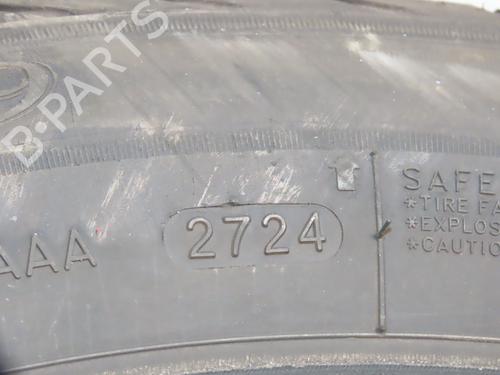 B-PARTS
SAFE
*TIRE FA
*EXPLOS
*CAUTIO
AAA
2724